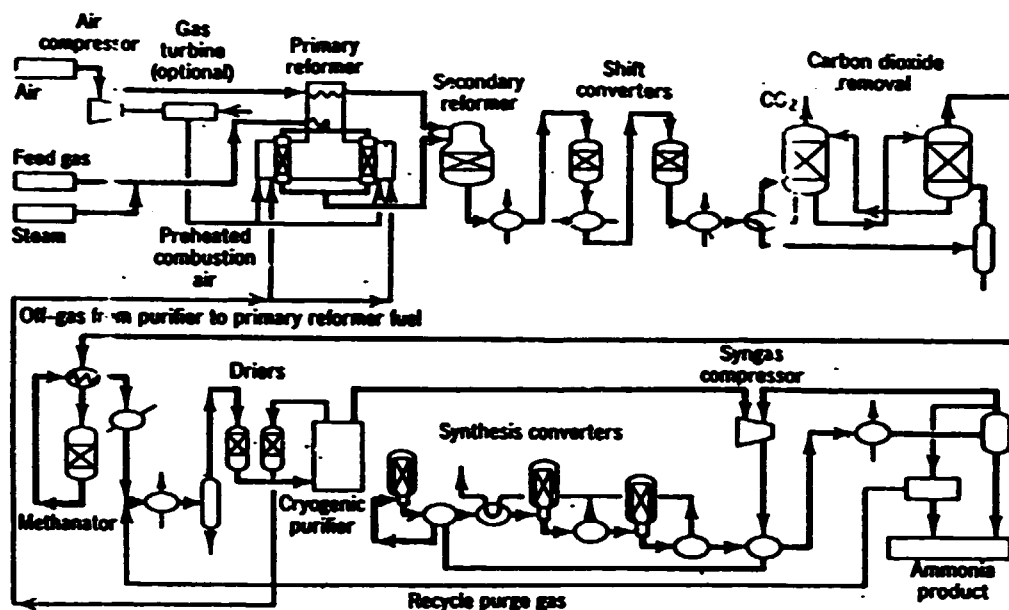 Air
compressor
Gas
turbine
(optional)
Primary
reformer
Secondary
reformer
Shift
converters
Carbon dioxide
removal
Air
CO2
Feed gas
Steam
Preheated
combustion
air
Off-gas from purifier to primary reformer fuel
Driers
Syngas
compressor
Synthesis converters
Cryogenic
purifier
Methanator
Ammonia
product
Recycle purge gas